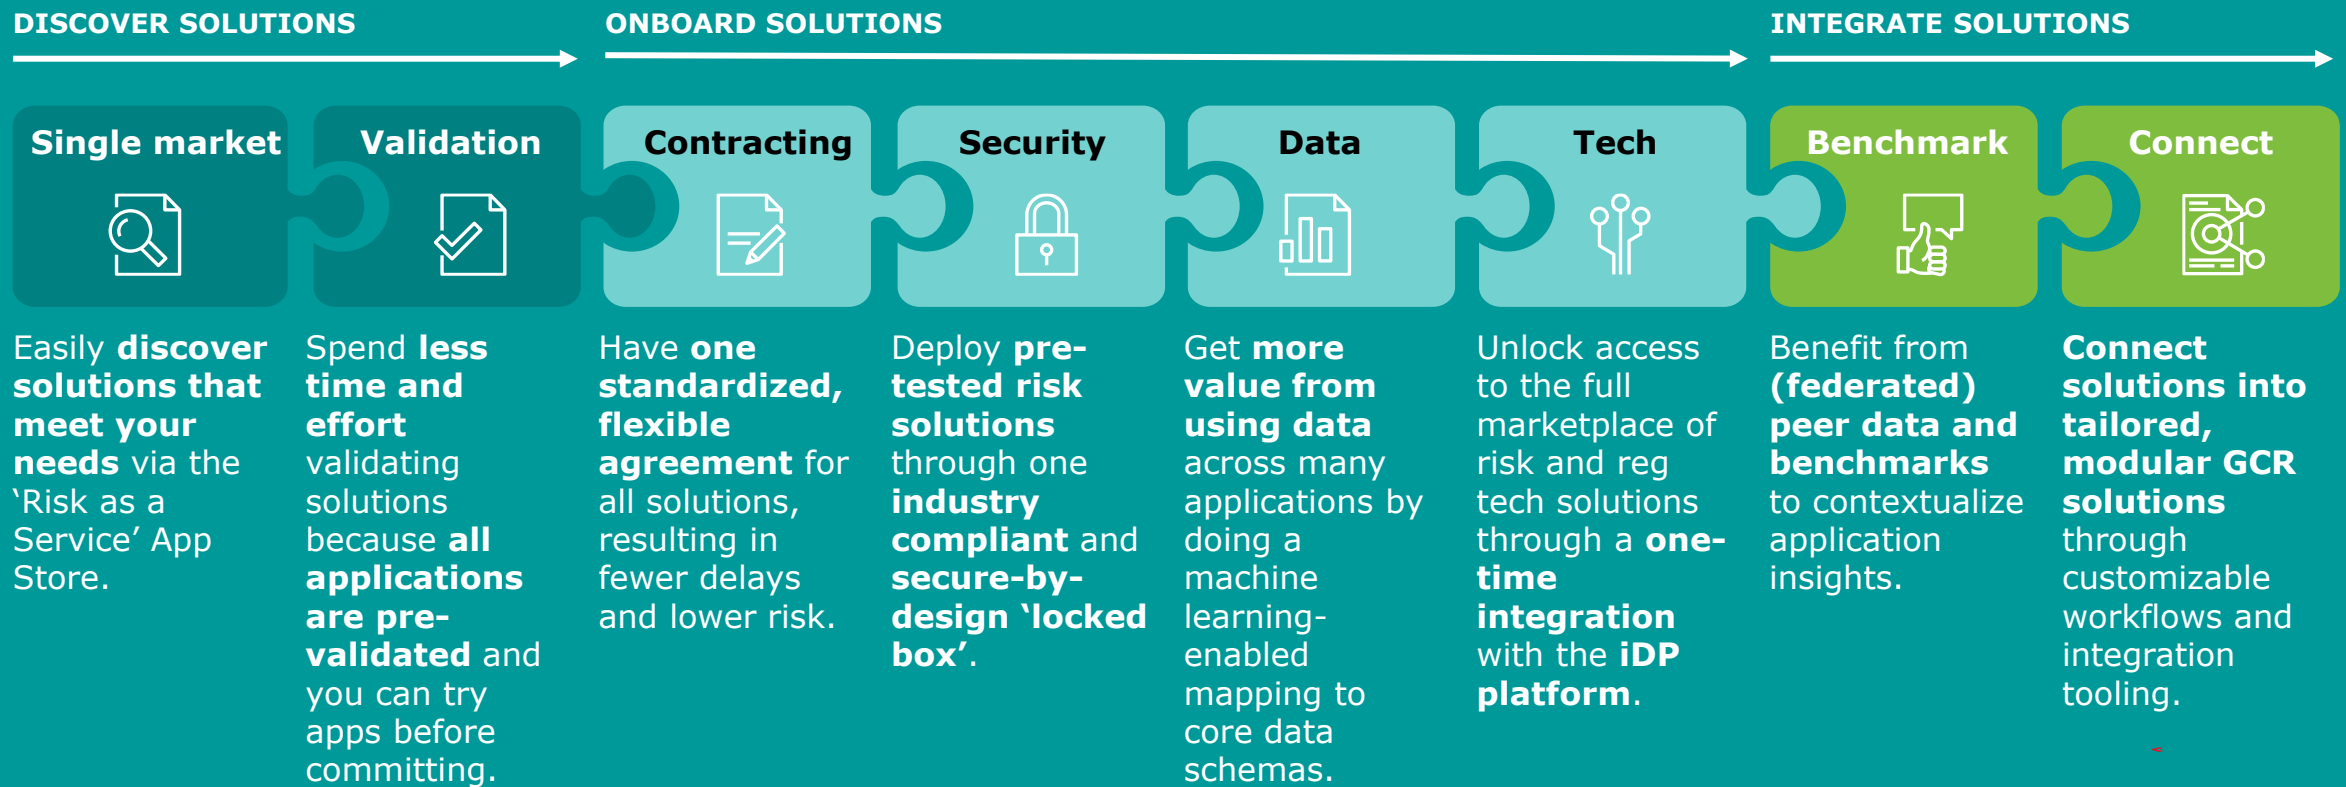 DISCOVER SOLUTIONS
ONBOARD SOLUTIONS
INTEGRATE SOLUTIONS
Single market
Validation
Contracting
Security
Data
Tech
Benchmark
Connect
Easily discover
solutions that
meet your
needs via the
‘Risk as a
Service’ App
Store.
Spend less
time and
effort
validating
solutions
because all
applications
are pre-
validated and
you can try
apps before
committing.
Have one
standardized,
flexible
agreement for
all solutions,
resulting in
fewer delays
and lower risk.
Deploy pre-
tested risk
solutions
through one
industry
compliant and
secure-by-
design ‘locked
box’.
Get more
value from
using data
across many
applications by
doing a
machine
learning-
enabled
mapping to
core data
schemas.
Unlock access
to the full
marketplace of
risk and reg
tech solutions
through a one-
time
integration
with the iDP
platform.
Benefit from
(federated)
peer data and
benchmarks
to contextualize
application
insights.
Connect
solutions into
tailored,
modular GCR
solutions
through
customizable
workflows and
integration
tooling.